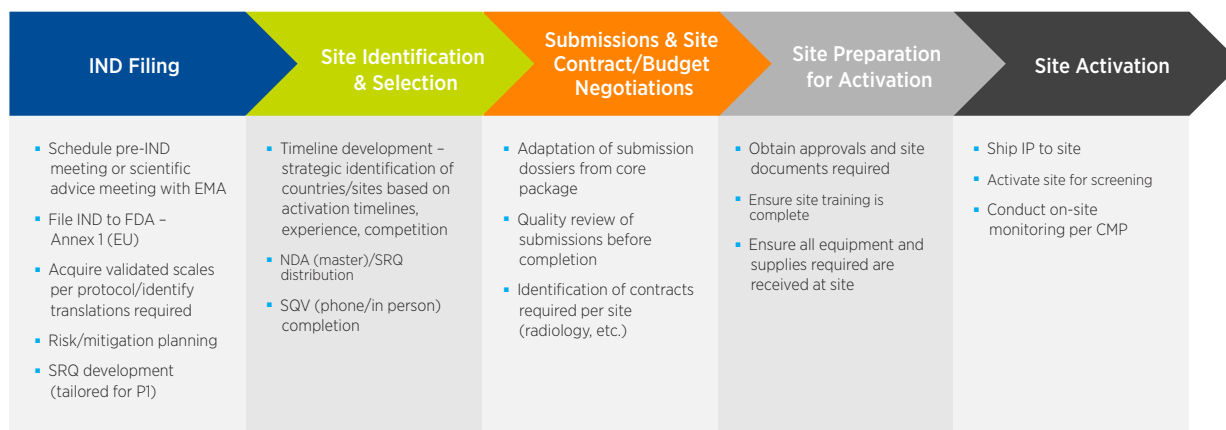 IND Filing
Site Identification
& Selection
Submissions & Site
Contract/Budget
Negotiations
Site Preparation
for Activation
Site Activation
Schedule pre-IND
meeting or scientific
advice meeting with EMA
File IND to FDA –
Annex 1 (EU)
Acquire validated scales
per protocol/identify
translations required
Risk/mitigation planning
SRQ development
(tailored for P1)
Timeline development –
strategic identification of
countries/sites based on
activation timelines,
experience, competition
NDA (master)/SRQ
distribution
SQV (phone/in person)
completion
Adaptation of submission
dossiers from core
package
Quality review of
submissions before
completion
Identification of contracts
required per site
(radiology, etc.)
Obtain approvals and site
documents required
Ensure site training is
complete
Ensure all equipment and
supplies required are
received at site
Ship IP to site
Activate site for screening
Conduct on-site
monitoring per CMP